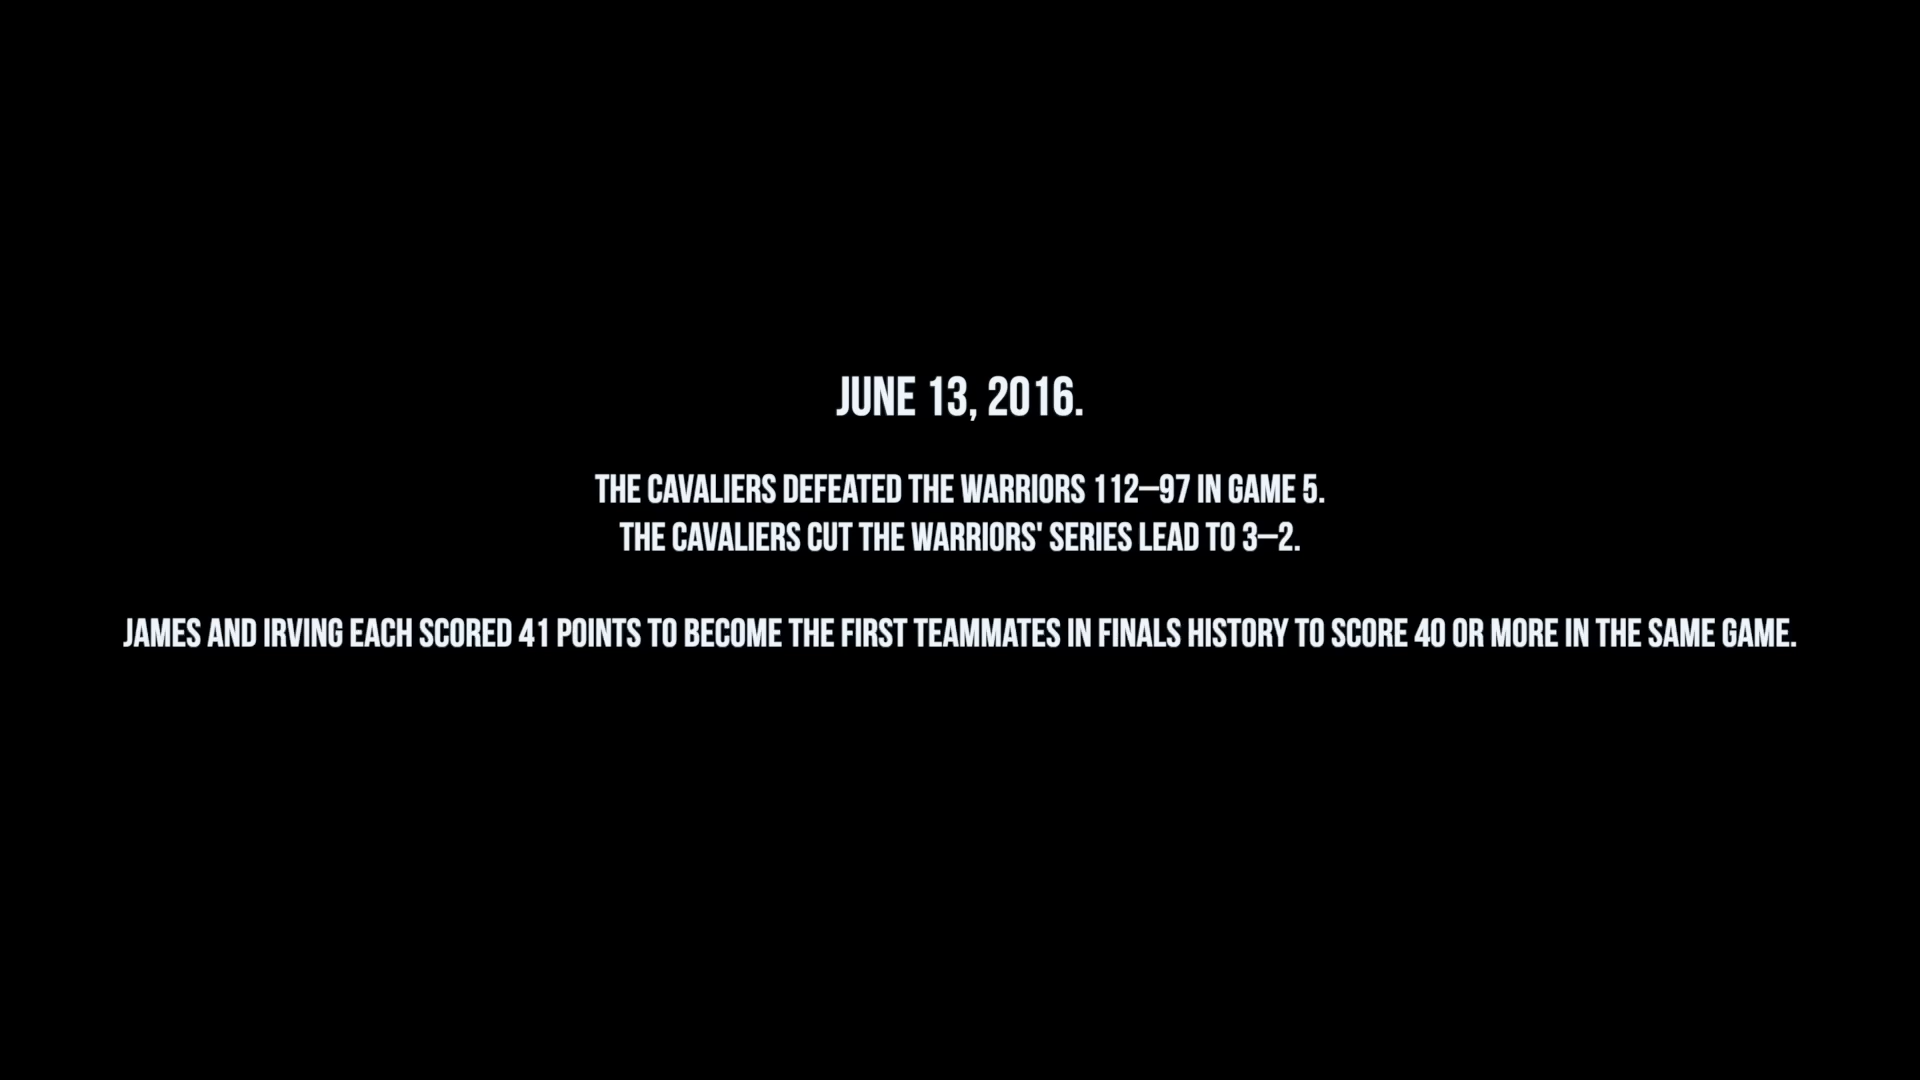 JUNE 13, 2016.
THE CAVALIERS DEFEATED THE WARRIORS 112–97 IN GAME 5.
THE CAVALIERS CUT THE WARRIORS' SERIES LEAD TO 3–2.
JAMES AND IRVING EACH SCORED 41 POINTS TO BECOME THE FIRST TEAMMATES IN FINALS HISTORY TO SCORE 40 OR MORE IN THE SAME GAME.